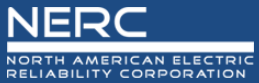 NERC
NORTH AMERICAN ELECTRIC
RELIABILITY CORPORATION